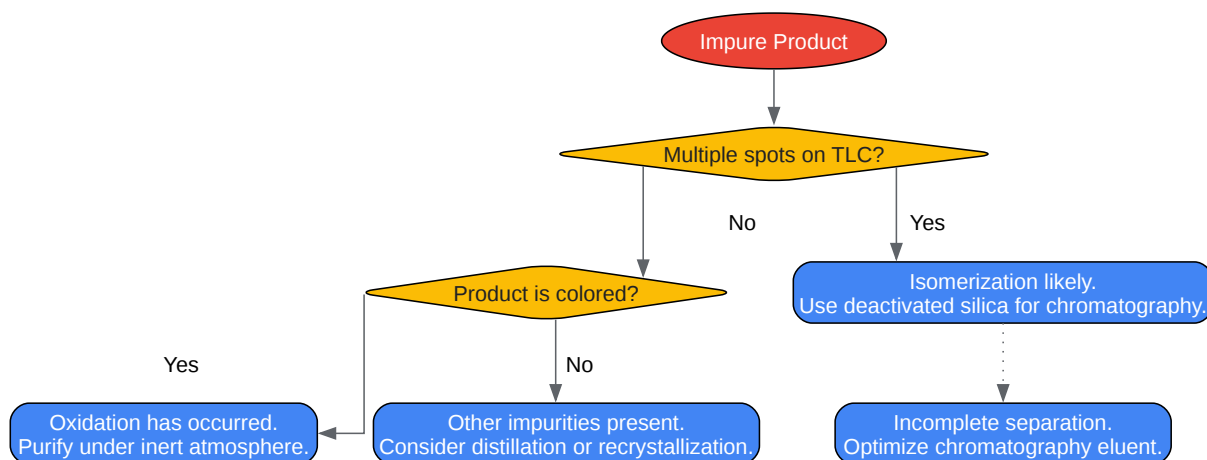 Impure Product
Multiple spots on TLC?
No
Yes
Isomerization likely.
Use deactivated silica for chromatography.
Product is colored?
Yes
No
Oxidation has occurred.
Purify under inert atmosphere.
Other impurities present.
Consider distillation or recrystallization.
Incomplete separation.
Optimize chromatography eluent.